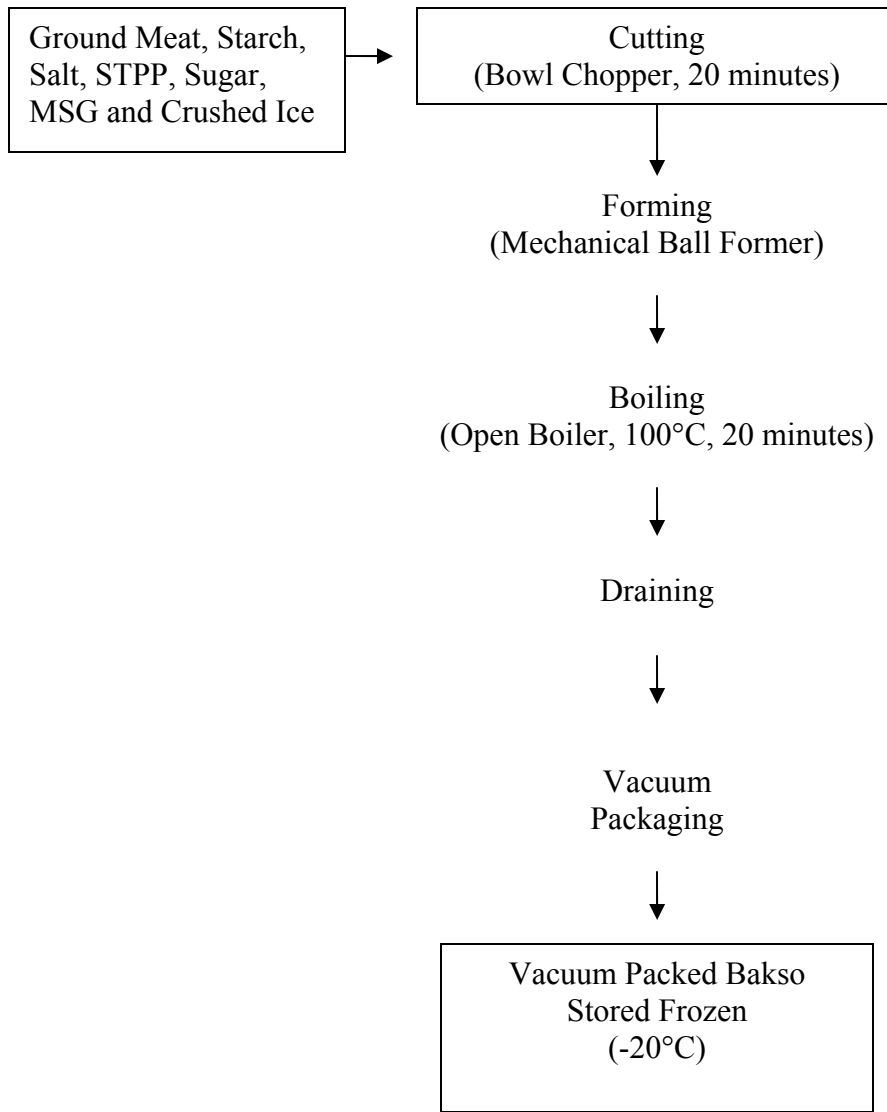 Ground Meat, Starch,
Salt, STPP, Sugar,
MSG and Crushed Ice
Cutting
(Bowl Chopper, 20 minutes)
Forming
(Mechanical Ball Former)
Boiling
(Open Boiler, 100°C, 20 minutes)
Draining
Vacuum
Packaging
Vacuum Packed Bakso
Stored Frozen
(-20°C)